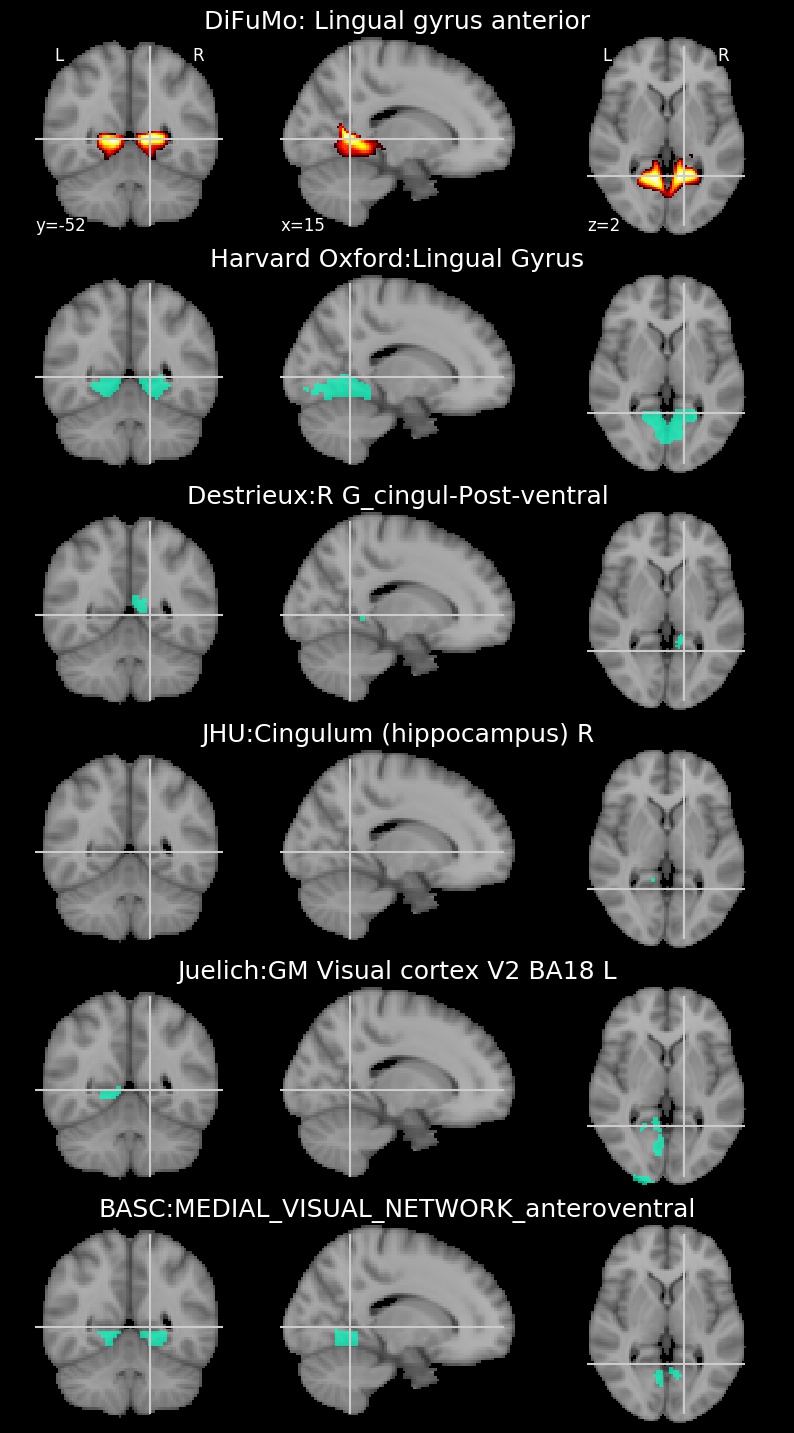 DiFuMo: Lingual gyrus anterior
L R L R
y=-52 x=15 z=2
Harvard Oxford:Lingual Gyrus
Destrieux:R G_cingul-Post-ventral
JHU:Cingulum (hippocampus) R
Juelich:GM Visual cortex V2 BA18 L
BASC:MEDIAL_VISUAL_NETWORK_anteroventral